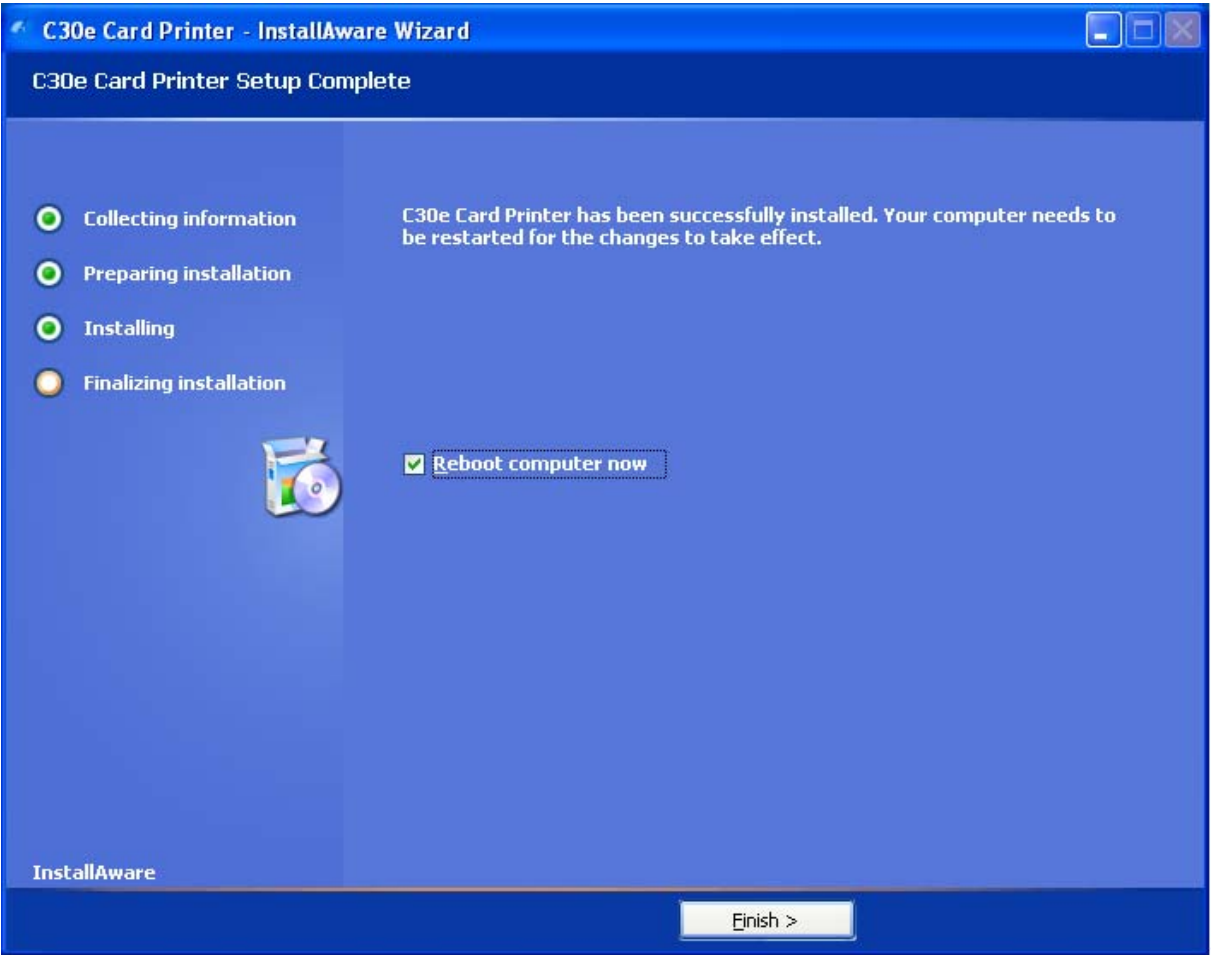 C30e Card Printer - InstallAware Wizard
C30e Card Printer Setup Complete
Collecting information
Preparing installation
Installing
Finalizing installation
C30e Card Printer has been successfully installed. Your computer needs to
be restarted for the changes to take effect.
Reboot computer now
InstallAware
Finish >